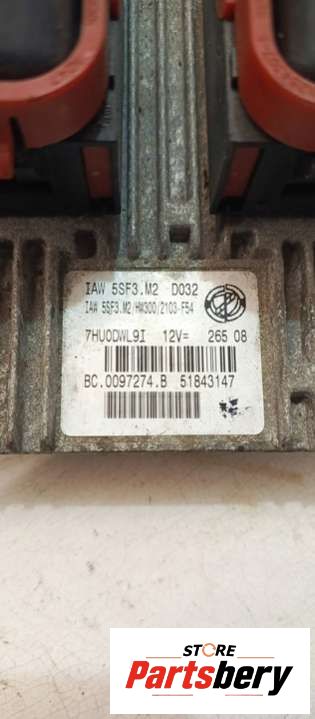 IAW 5SF3.M2 D032
IAW 5SF3.M2/HW300/2103-F54
7HU0DWL9I 12V= 265 08
BC.0097274.B 51843147
STORE
Partsbery